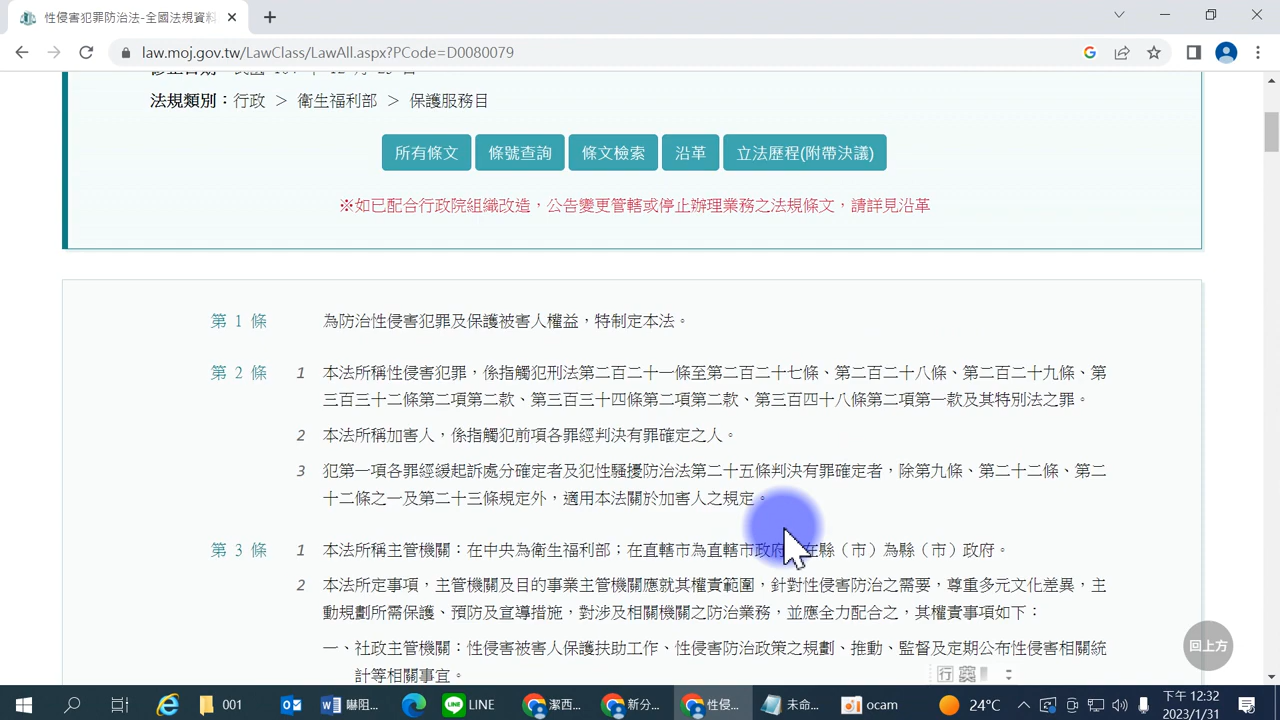 性侵害犯罪防治法-全國法規資料
law.moj.gov.tw/LawClass/LawAll.aspx?PCode=D0080079
法規類別：行政 ＞ 衛生福利部 ＞ 保護服務目
所有條文 條號查詢 條文檢索 沿革 立法歷程(附帶決議)
※如已配合行政院組織改造，公告變更管轄或停止辦理業務之法規條文，請詳見沿革
第 1 條 為防治性侵害犯罪及保護被害人權益，特制定本法。
第 2 條 1 本法所稱性侵害犯罪，係指觸犯刑法第二百二十一條至第二百二十七條、第二百二十八條、第二百二十九條、第
三百三十二條第二項第二款、第三百三十四條第二項第二款、第三百四十八條第二項第一款及其特別法之罪。
2 本法所稱加害人，係指觸犯前項各罪經判決有罪確定之人。
3 犯第一項各罪經緩起訴處分確定者及犯性騷擾防治法第二十五條判決有罪確定者，除第九條、第二十二條、第二
十二條之一及第二十三條規定外，適用本法關於加害人之規定。
第 3 條 1 本法所稱主管機關：在中央為衛生福利部；在直轄市為直轄市政府；在縣（市）為縣（市）政府。
2 本法所定事項，主管機關及目的事業主管機關應就其權責範圍，針對性侵害防治之需要，尊重多元文化差異，主
動規劃所需保護、預防及宣導措施，對涉及相關機關之防治業務，並應全力配合之，其權責事項如下：
一、社政主管機關：性侵害被害人保護扶助工作、性侵害防治政策之規劃、推動、監督及定期公布性侵害相關統
計等相關事宜。
回上方
行 英
001 嚇阻... LINE 潔西... 新分... 性侵... 未命... ocam 24°C 下午 12:32
2023/1/31